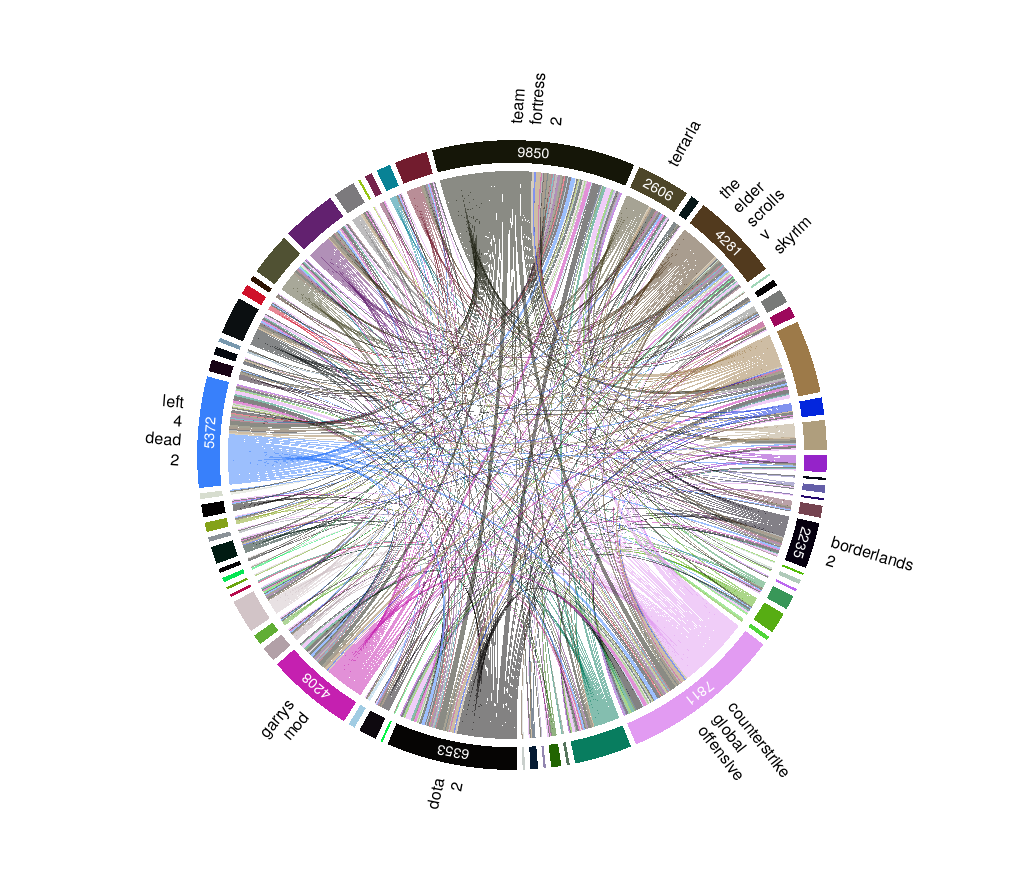 team
fortress
2
9850
terraria
2606
the
elder
scrolls
v
skyrim
4281
borderlands
2
2235
counterstrike
global
offensive
7811
dota
2
6353
garrys
mod
4208
left
4
dead
2
5372